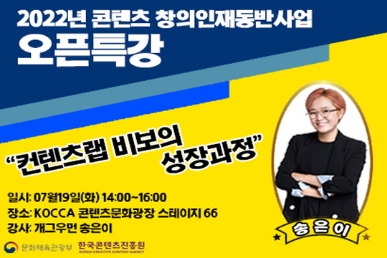 2022년 콘텐츠 창의인재동반사업
오픈특강
"컨텐츠랩 비보의
성장과정"
일시: 07월19일(화) 14:00~16:00
장소: KOCCA 콘텐츠문화광장 스테이지 66
강사: 개그우먼 송은이
송은이
문화체육관광부 한국콘텐츠진흥원
KOREA CREATIVE CONTENT AGENCY